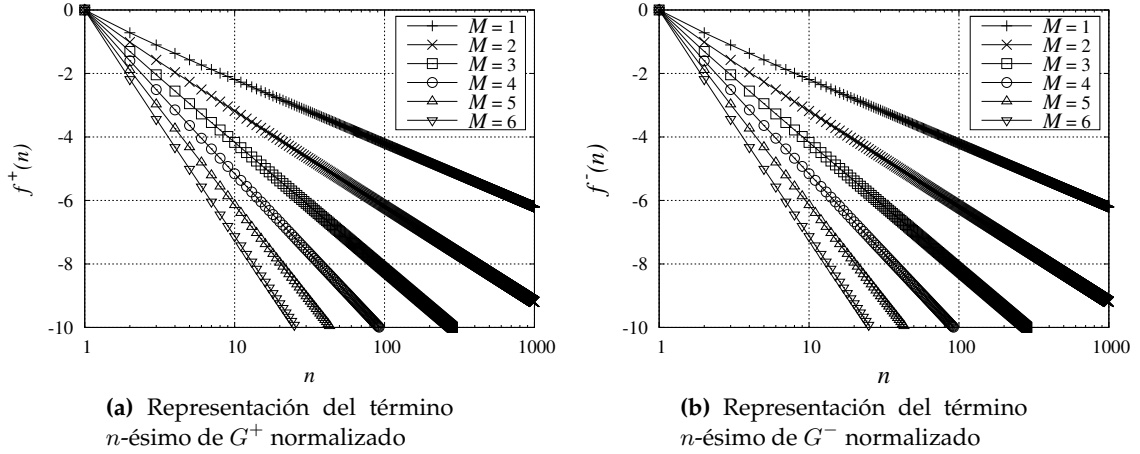 0
-2
-4
-6
-8
-10
1
10
100
1000
f⁺(n)
n
M = 1
M = 2
M = 3
M = 4
M = 5
M = 6
(a) Representación del término
n-ésimo de G⁺ normalizado
0
-2
-4
-6
-8
-10
1
10
100
1000
f⁻(n)
n
M = 1
M = 2
M = 3
M = 4
M = 5
M = 6
(b) Representación del término
n-ésimo de G⁻ normalizado